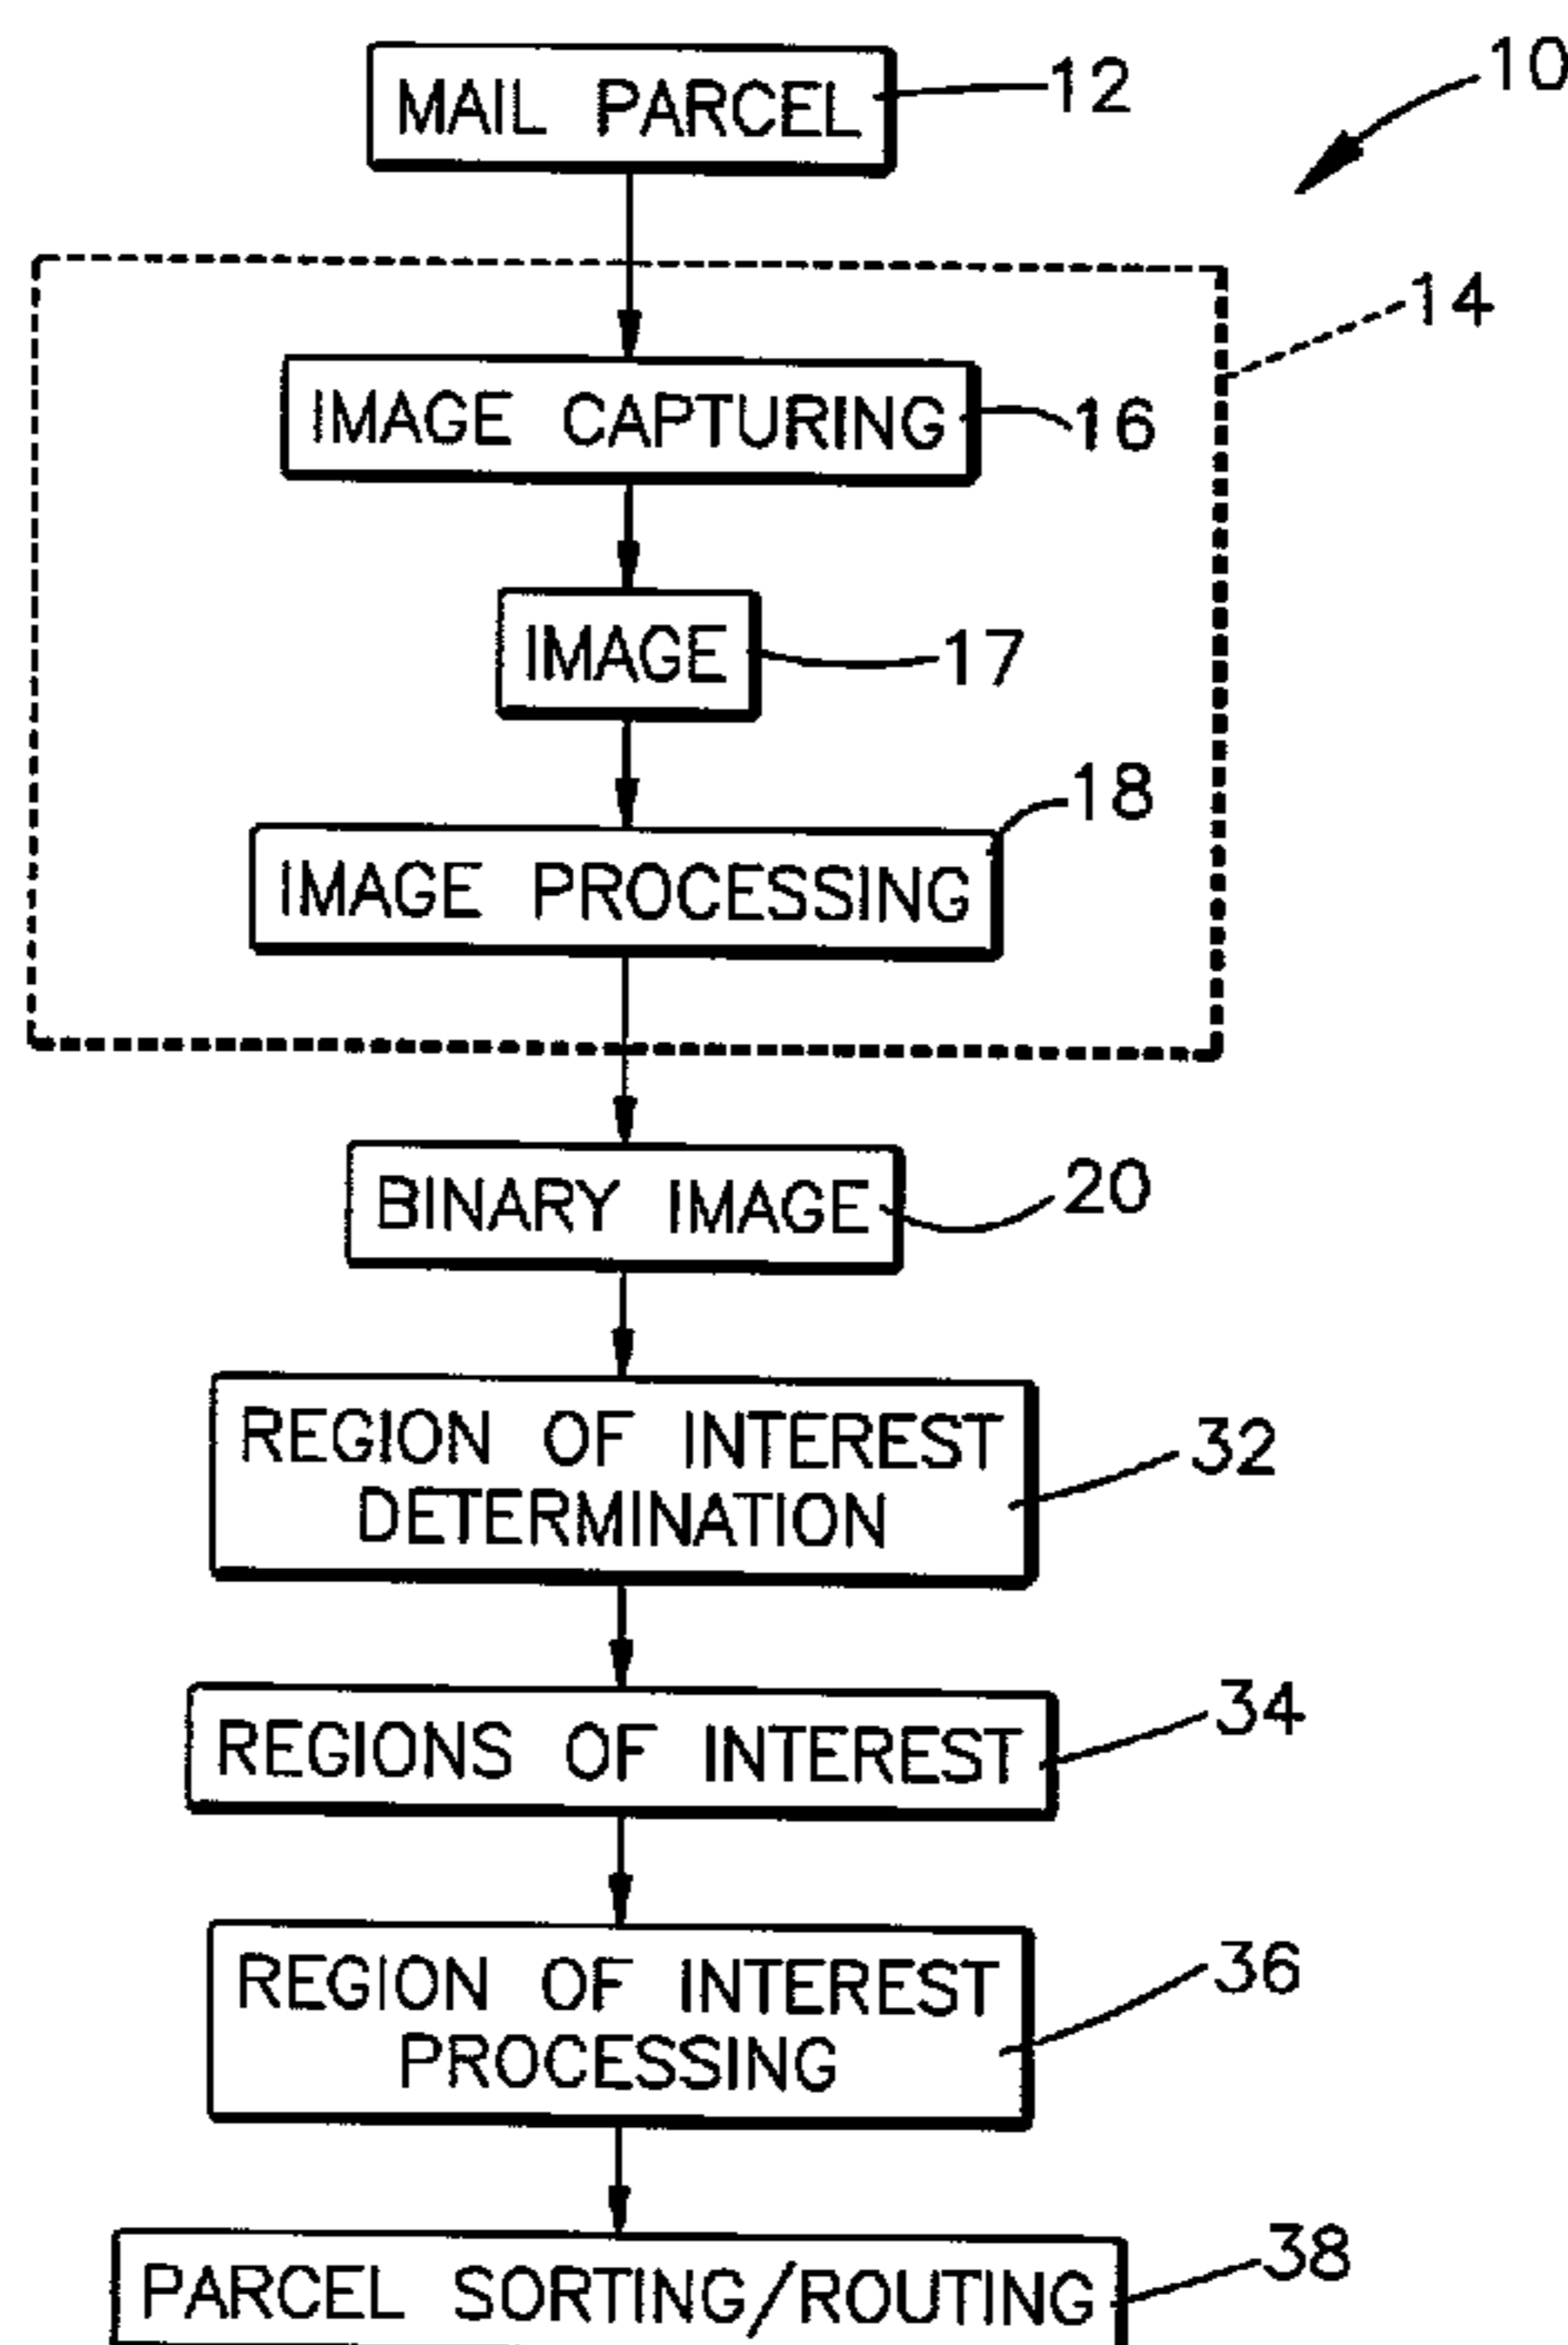 10
MAIL PARCEL
12
14
IMAGE CAPTURING
16
IMAGE
17
18
IMAGE PROCESSING
BINARY IMAGE
20
REGION OF INTEREST
DETERMINATION
32
REGIONS OF INTEREST
34
REGION OF INTEREST
PROCESSING
36
PARCEL SORTING/ROUTING
38